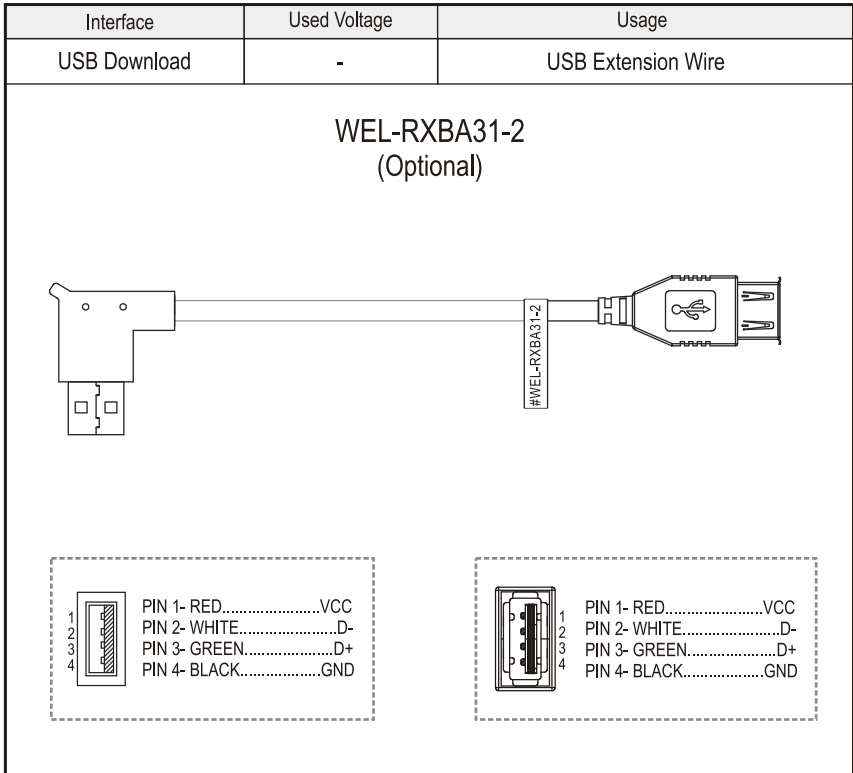 Interface Used Voltage Usage
USB Download - USB Extension Wire
WEL-RXBA31-2
(Optional)
#WEL-RXBA31-2
1
2
3
4
PIN 1- RED....................VCC
PIN 2- WHITE....................D-
PIN 3- GREEN....................D+
PIN 4- BLACK....................GND
1
2
3
4
PIN 1- RED....................VCC
PIN 2- WHITE....................D-
PIN 3- GREEN....................D+
PIN 4- BLACK....................GND